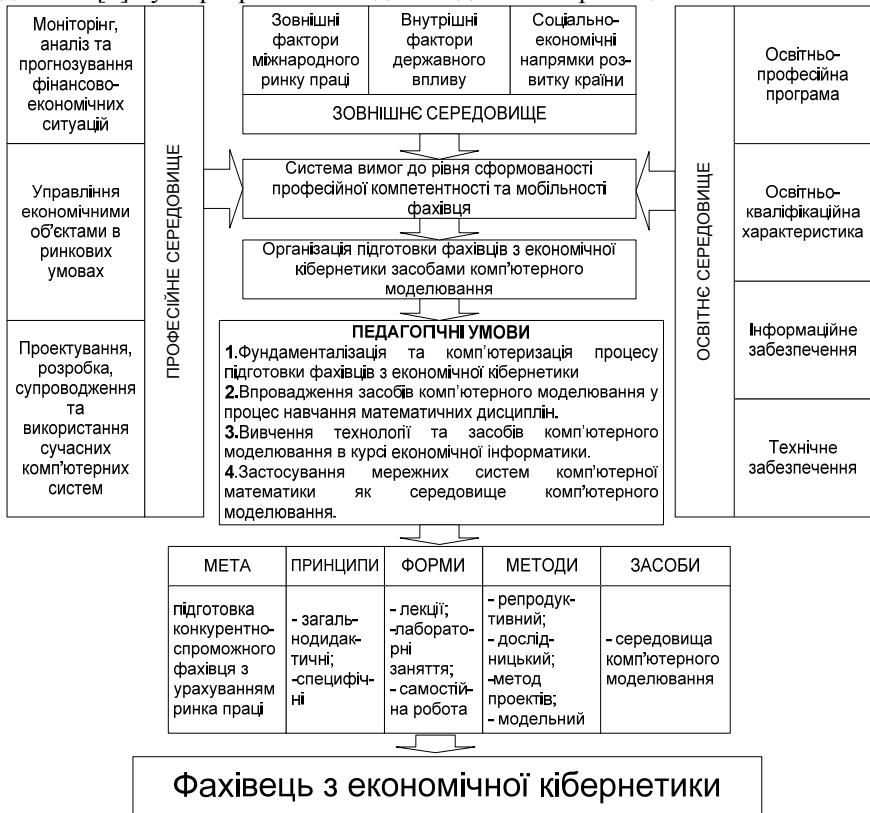 Моніторинг,
аналіз та
прогнозування
фінансово-
економічних
ситуацій
Управління
економічними
об'єктами в
ринкових
умовах
Проектування,
розробка,
супроводження
та
використання
сучасних
комп'ютерних
систем
ПРОФЕСІЙНЕ СЕРЕДОВИЩЕ
Зовнішні
фактори
міжнародного
ринку праці
Внутрішні
фактори
державного
впливу
Соціально-
економічні
напрямки роз-
витку країни
ЗОВНІШНЄ СЕРЕДОВИЩЕ
Система вимог до рівня сформованості
професійної компетентності та мобільності
фахівця
Організація підготовки фахівців з економічної
кібернетики засобами комп'ютерного
моделювання
ПЕДАГОГІЧНІ УМОВИ
1.Фундаменталізація та комп'ютеризація процесу
підготовки фахівців з економічної кібернетики
2.Впровадження засобів комп'ютерного моделювання у
процес навчання математичних дисциплін.
3.Вивчення технології та засобів комп'ютерного
моделювання в курсі економічної інформатики.
4.Застосування мережних систем комп'ютерної
математики як середовище комп'ютерного
моделювання.
ОСВІТНЄ СЕРЕДОВИЩЕ
Освітньо-
професійна
програма
Освітньо-
кваліфікаційна
характеристика
Інформаційне
забезпечення
Технічне
забезпечення
МЕТА
підготовка
конкурентно-
спроможного
фахівця з
урахуванням
ринка праці
ПРИНЦИПИ
- загаль-
нодидак-
тичні;
-специфіч-
ні
ФОРМИ
- лекції;
-лаборато-
рні
заняття;
- самостій-
на робота
МЕТОДИ
- репродук-
тивний;
- дослід-
ницький;
-метод
проектів;
- модельний
ЗАСОБИ
- середовища
комп'ютерного
моделювання
Фахівець з економічної кібернетики